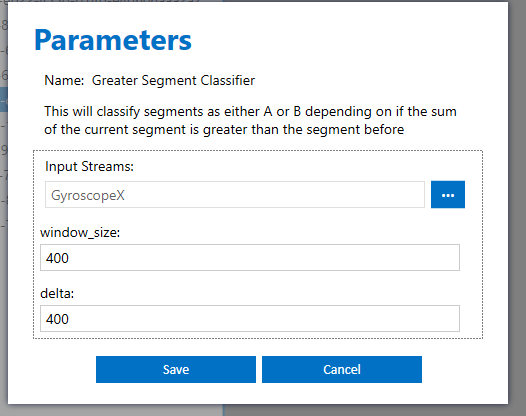 Parameters
Name: Greater Segment Classifier
This will classify segments as either A or B depending on if the sum
of the current segment is greater than the segment before
Input Streams:
GyroscopeX
...
window_size:
400
delta:
400
Save
Cancel